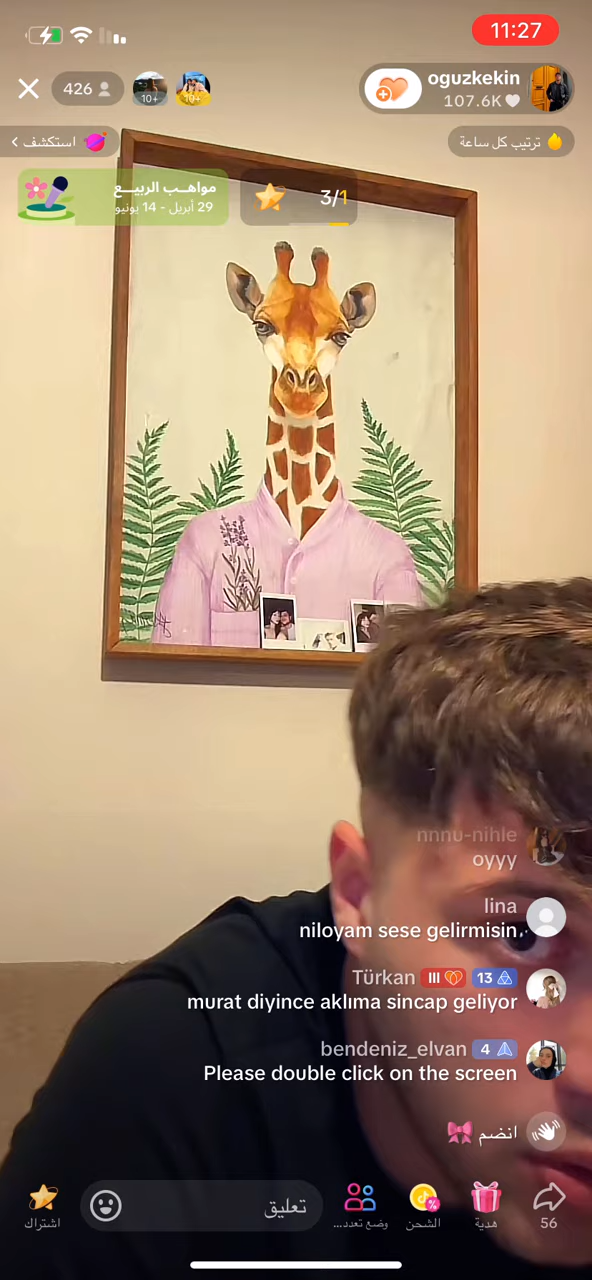 11:27
426
10+
10+
oguzkekin
107.6K
استكشف
ترتيب كل ساعة
مواهب الربيع
29 أبريل - 14 يونيو
3/1
nnnu-nihle
oyyy
lina
niloyam sese gelirmisin
Türkan III 13
murat diyince aklıma sincap geliyor
bendeniz_elvan 4
Please double click on the screen
انضم
اشتراك
تعليق
وضع تعدد...
الشحن
هدية
56